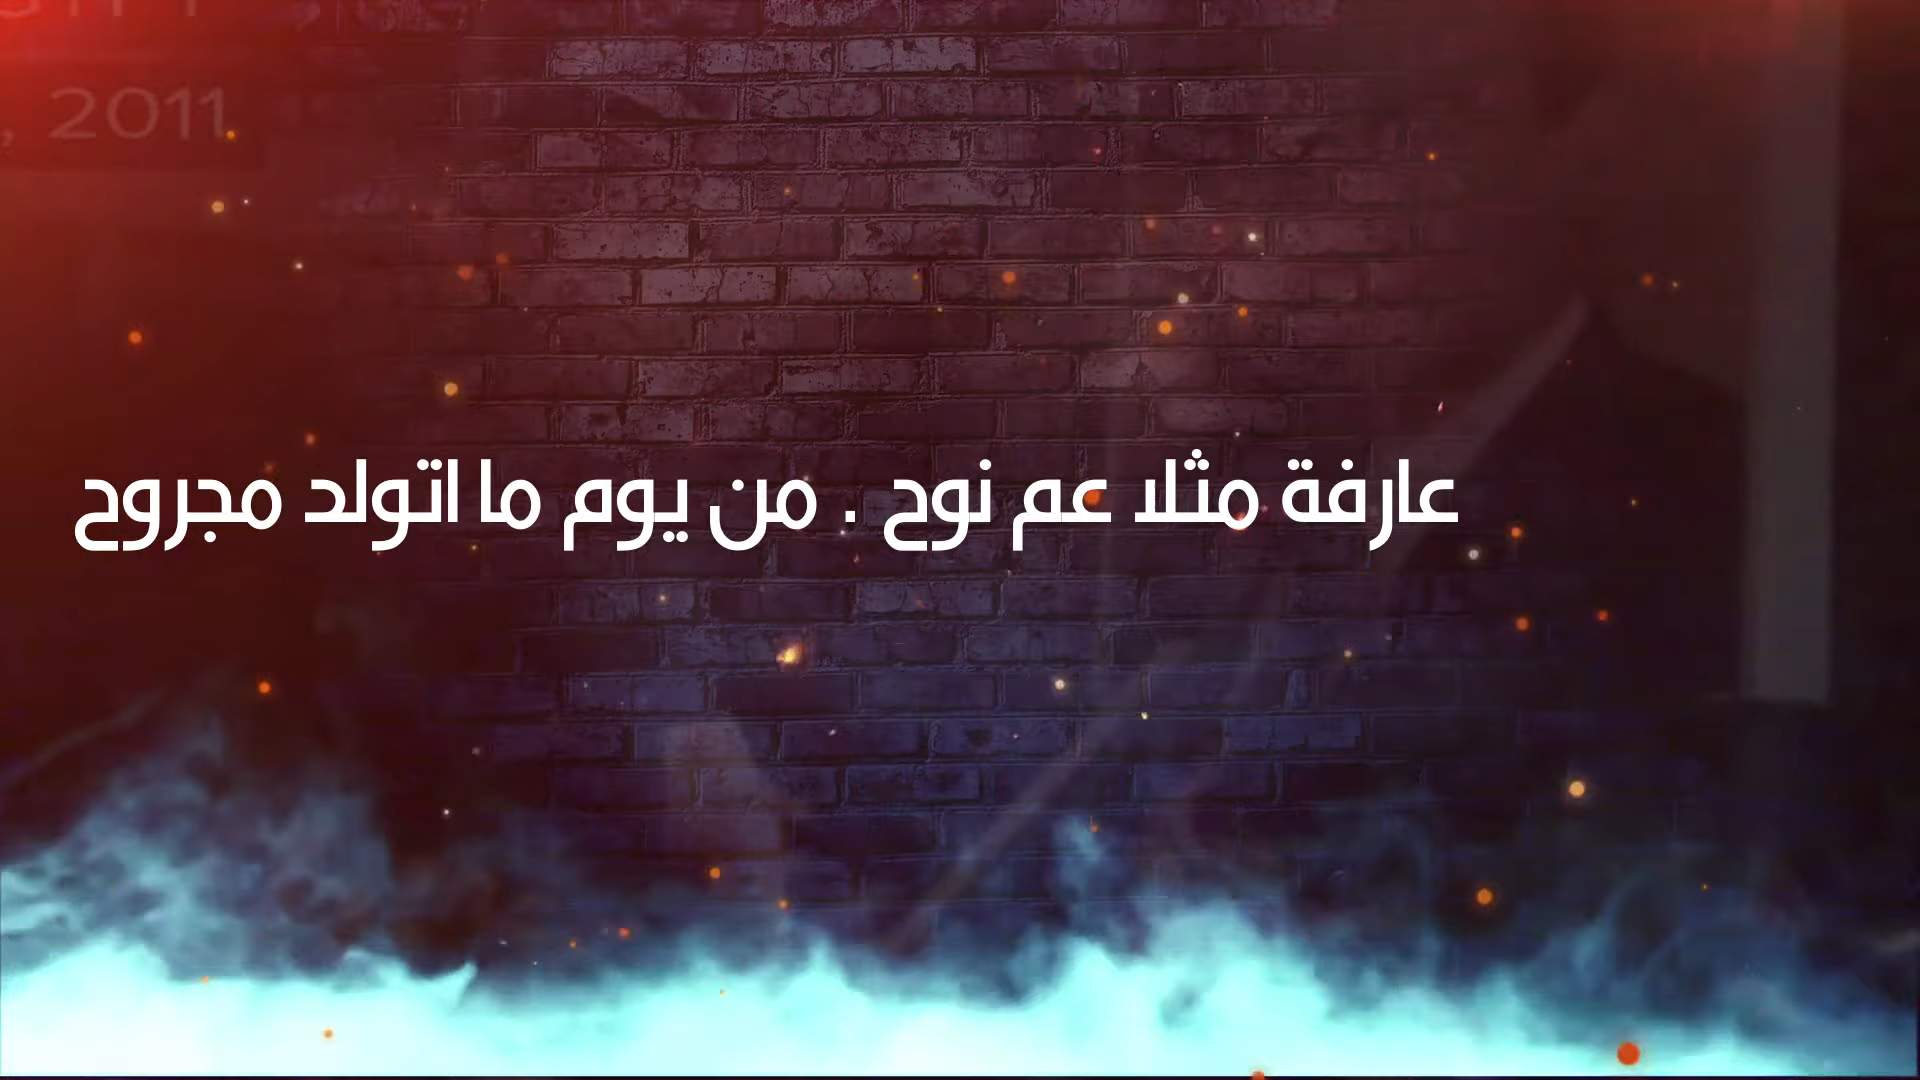 , 2011
عارفة مثلا عم نوح . من يوم ما اتولد مجروح